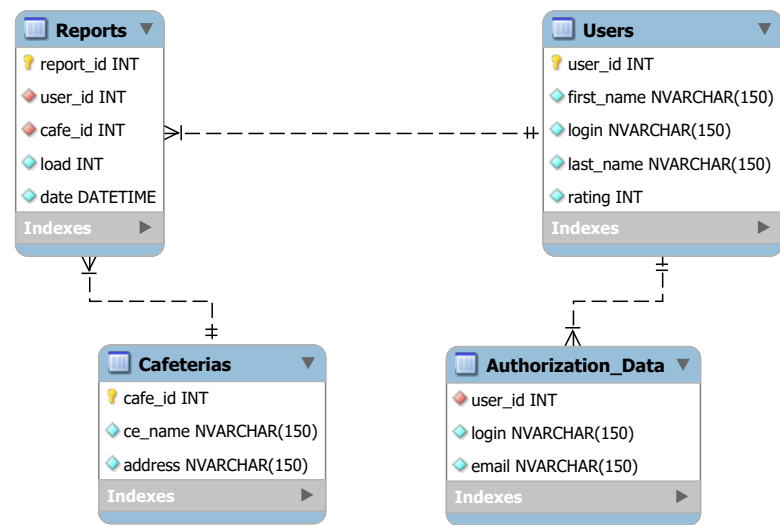 Reports
report_id INT
user_id INT
cafe_id INT
load INT
date DATETIME
Indexes
Users
user_id INT
first_name NVARCHAR(150)
login NVARCHAR(150)
last_name NVARCHAR(150)
rating INT
Indexes
Cafeterias
cafe_id INT
ce_name NVARCHAR(150)
address NVARCHAR(150)
Indexes
Authorization_Data
user_id INT
login NVARCHAR(150)
email NVARCHAR(150)
Indexes